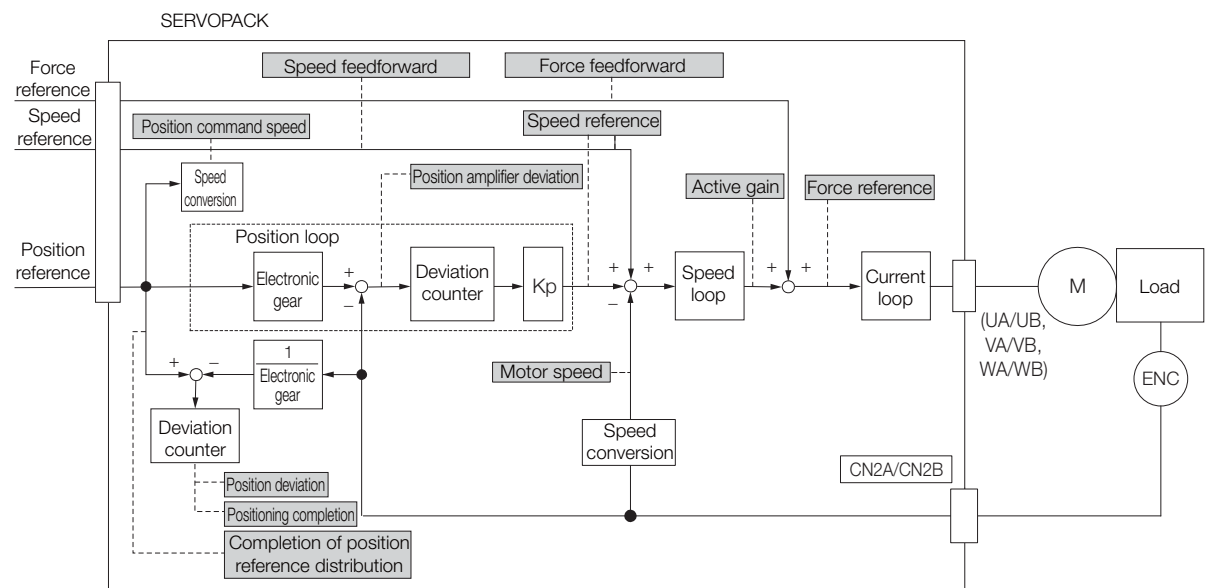 SERVOPACK
Force
reference
Speed
reference
Position
reference
Speed feedforward
Force feedforward
Position command speed
Speed reference
Speed
conversion
Position amplifier deviation
Active gain
Force reference
Position loop
Electronic
gear
+
−
Deviation
counter
Kp
+
+
+
−
Speed
loop
+
+
Current
loop
M
Load
(UA/UB,
VA/VB,
WA/WB)
ENC
+
−
1
Electronic
gear
Motor speed
Deviation
counter
Speed
conversion
CN2A/CN2B
Position deviation
Positioning completion
Completion of position
reference distribution